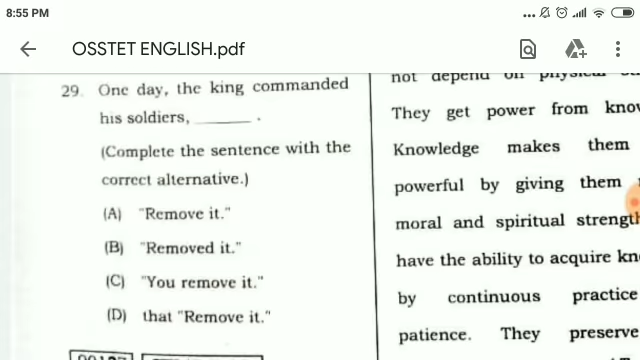 8:55 PM
OSSTET ENGLISH.pdf
29. One day, the king commanded
his soldiers, ______ .
(Complete the sentence with the
correct alternative.)
(A) "Remove it."
(B) "Removed it."
(C) "You remove it."
(D) that "Remove it."
not depend on physical
They get power from
Knowledge makes them
powerful by giving them
moral and spiritual strength
have the ability to acquire
by continuous practice
patience. They preserve